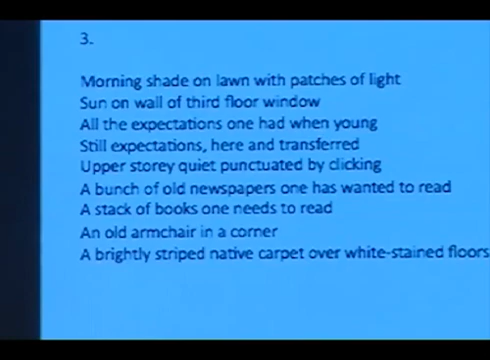 3.
Morning shade on lawn with patches of light
Sun on wall of third floor window
All the expectations one had when young
Still expectations, here and transferred
Upper storey quiet punctuated by clicking
A bunch of old newspapers one has wanted to read
A stack of books one needs to read
An old armchair in a corner
A brightly striped native carpet over white-stained floors